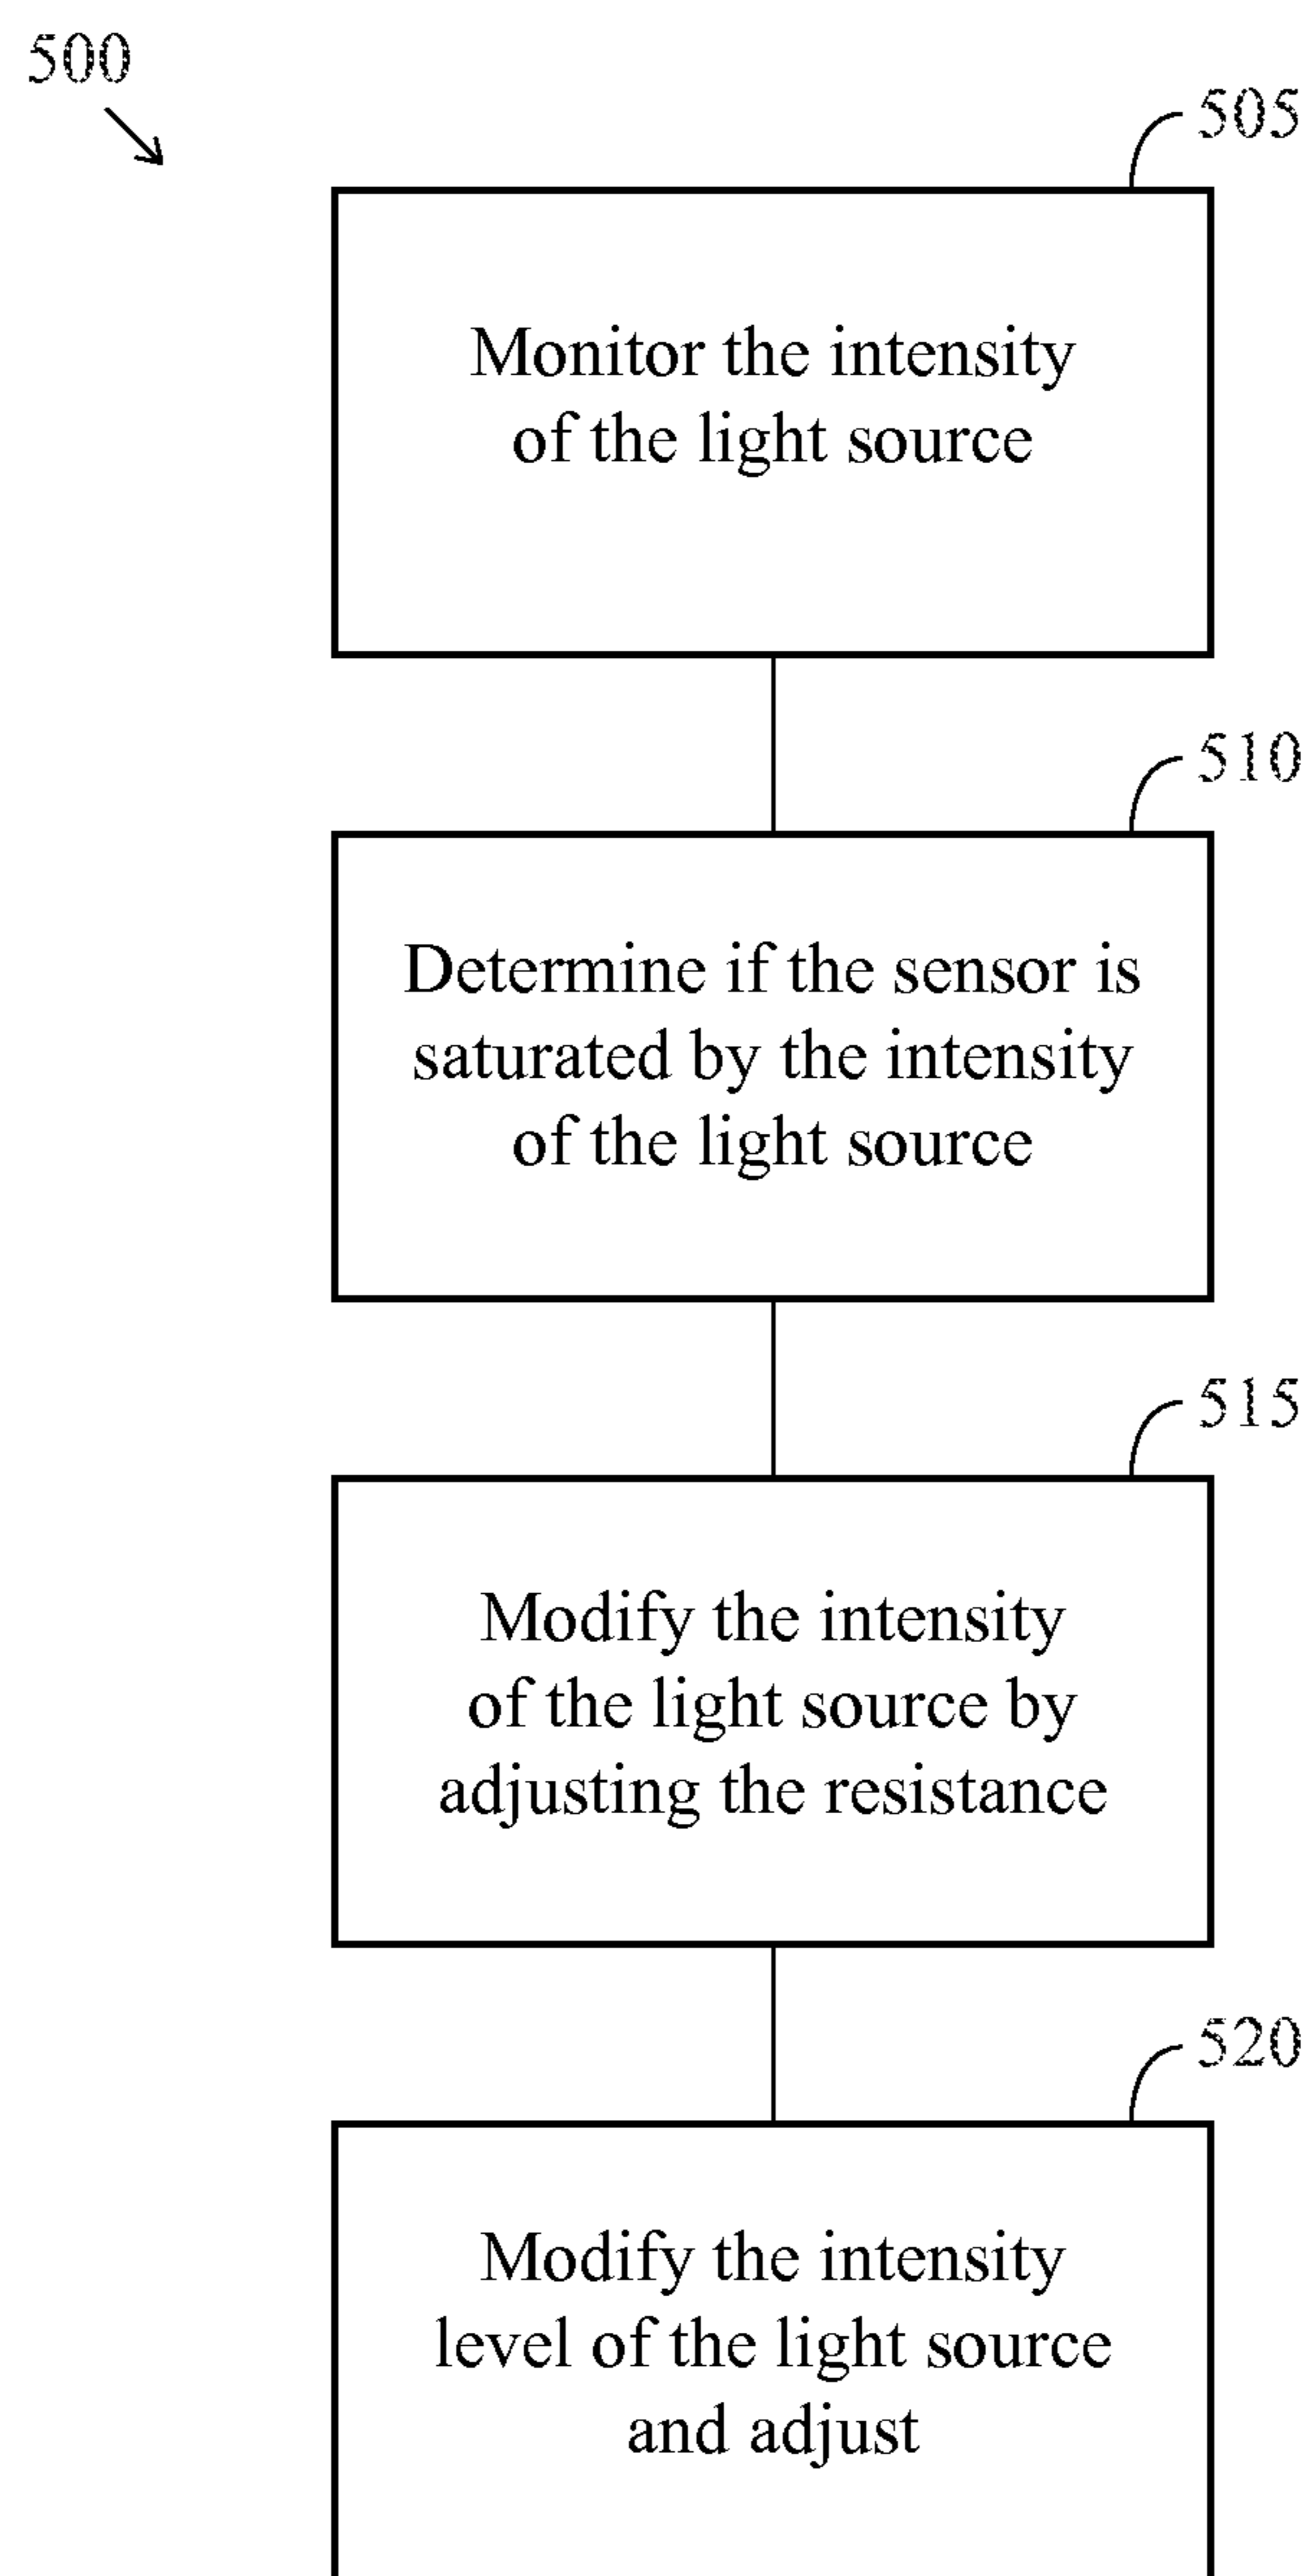 500
505
Monitor the intensity
of the light source
510
Determine if the sensor is
saturated by the intensity
of the light source
515
Modify the intensity
of the light source by
adjusting the resistance
520
Modify the intensity
level of the light source
and adjust